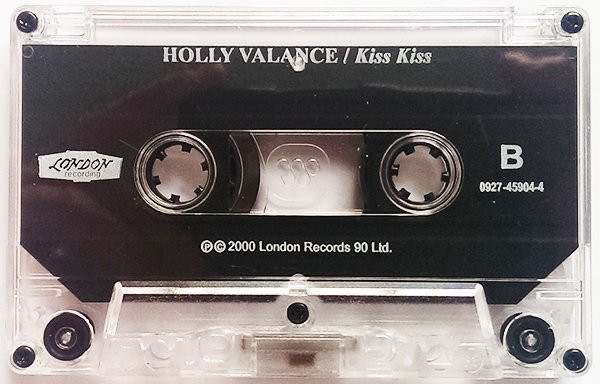 HOLLY VALANCE / Kiss Kiss
LONDON
recording
B
0927-45904-4
℗ © 2000 London Records 90 Ltd.